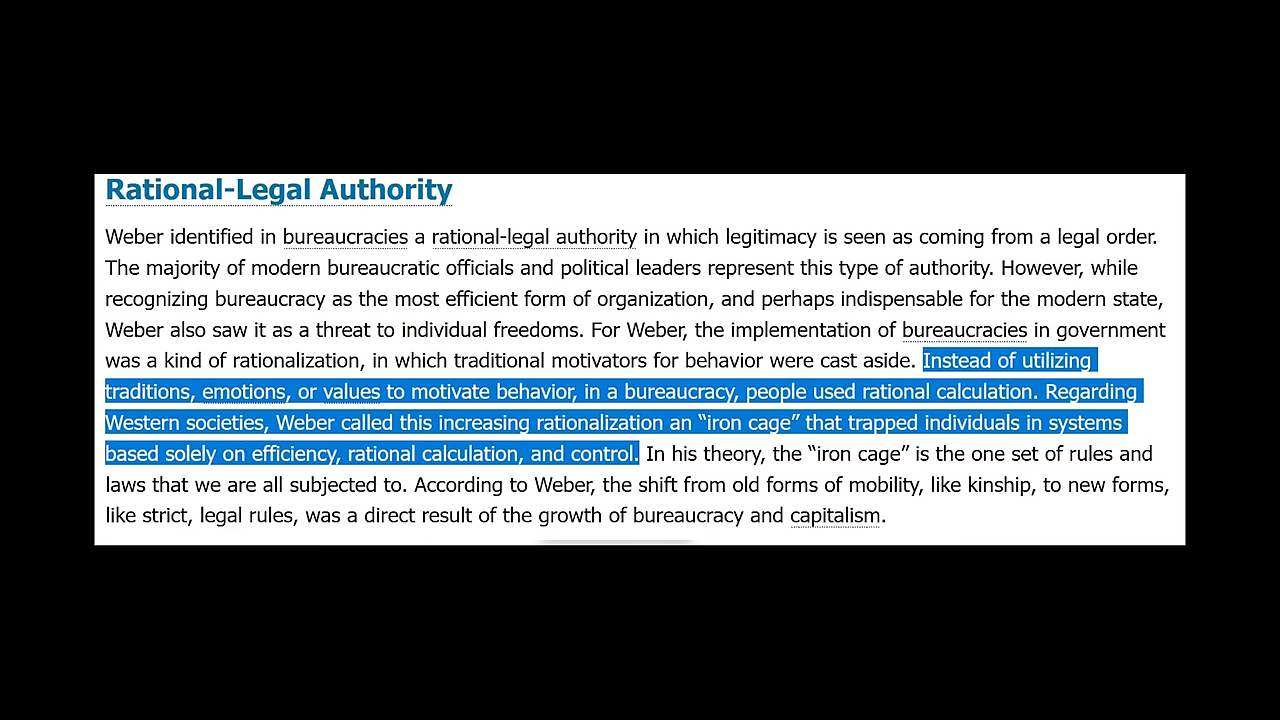 Rational-Legal Authority
Weber identified in bureaucracies a rational-legal authority in which legitimacy is seen as coming from a legal order.
The majority of modern bureaucratic officials and political leaders represent this type of authority. However, while
recognizing bureaucracy as the most efficient form of organization, and perhaps indispensable for the modern state,
Weber also saw it as a threat to individual freedoms. For Weber, the implementation of bureaucracies in government
was a kind of rationalization, in which traditional motivators for behavior were cast aside. Instead of utilizing
traditions, emotions, or values to motivate behavior, in a bureaucracy, people used rational calculation. Regarding
Western societies, Weber called this increasing rationalization an “iron cage” that trapped individuals in systems
based solely on efficiency, rational calculation, and control. In his theory, the “iron cage” is the one set of rules and
laws that we are all subjected to. According to Weber, the shift from old forms of mobility, like kinship, to new forms,
like strict, legal rules, was a direct result of the growth of bureaucracy and capitalism.